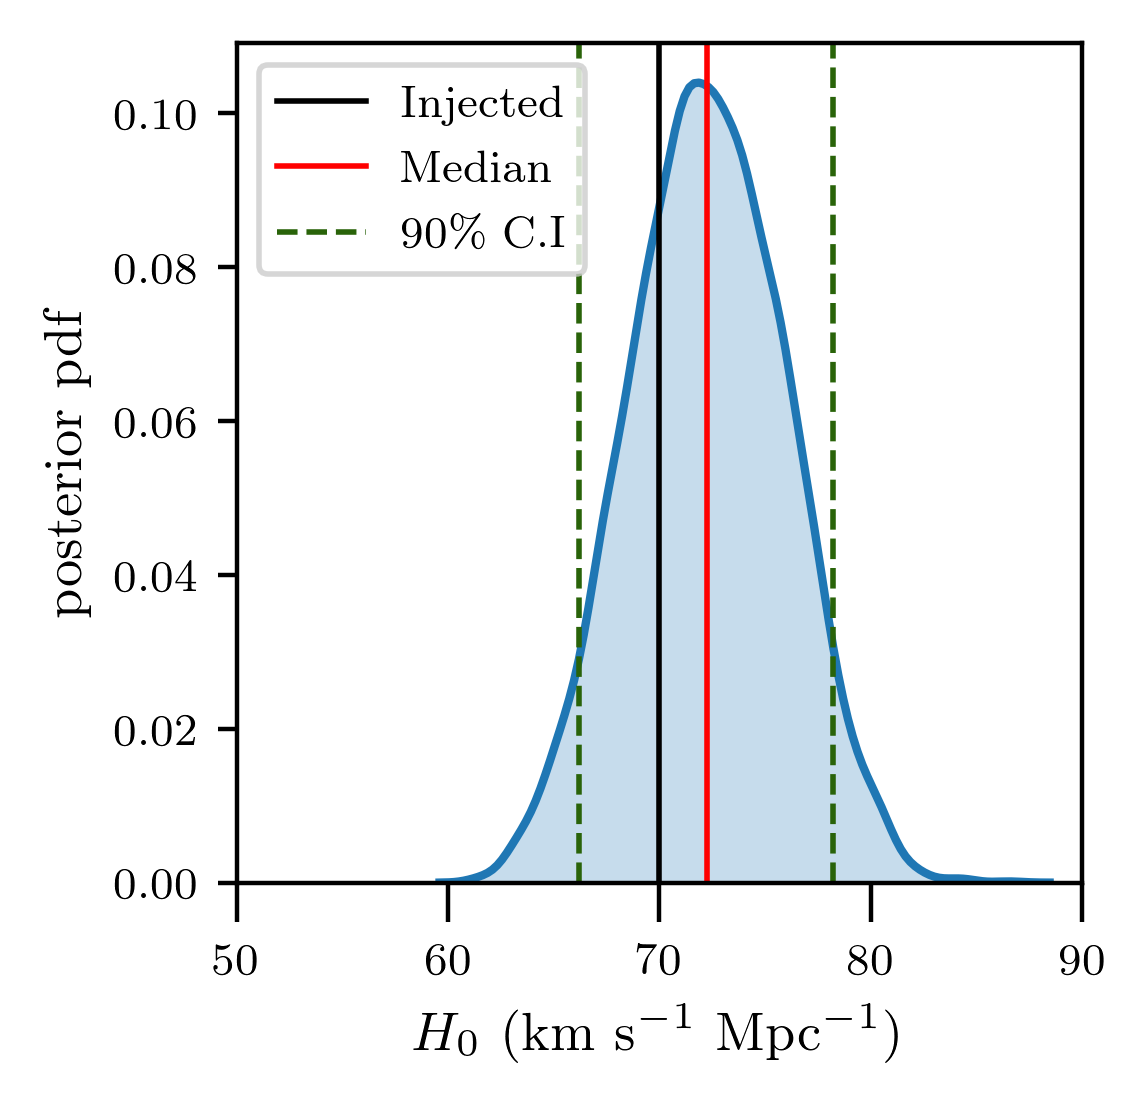 Injected
Median
90% C.I
0.10
0.08
0.06
0.04
0.02
0.00
posterior pdf
50 60 70 80 90
H₀ (km s⁻¹ Mpc⁻¹)